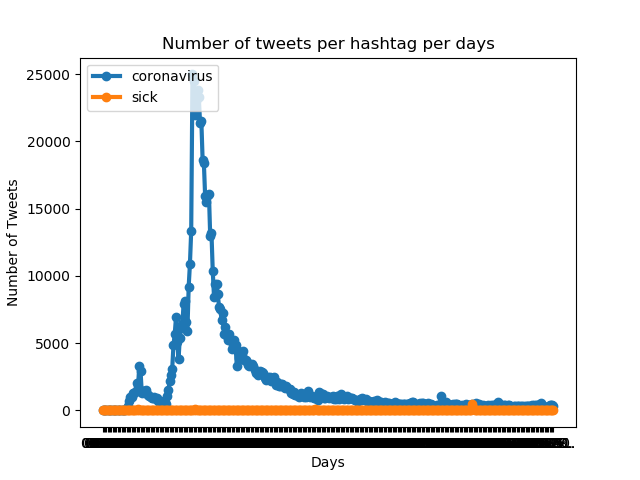 Number of tweets per hashtag per days
coronavirus
sick
25000
20000
15000
10000
5000
0
Number of Tweets
Days